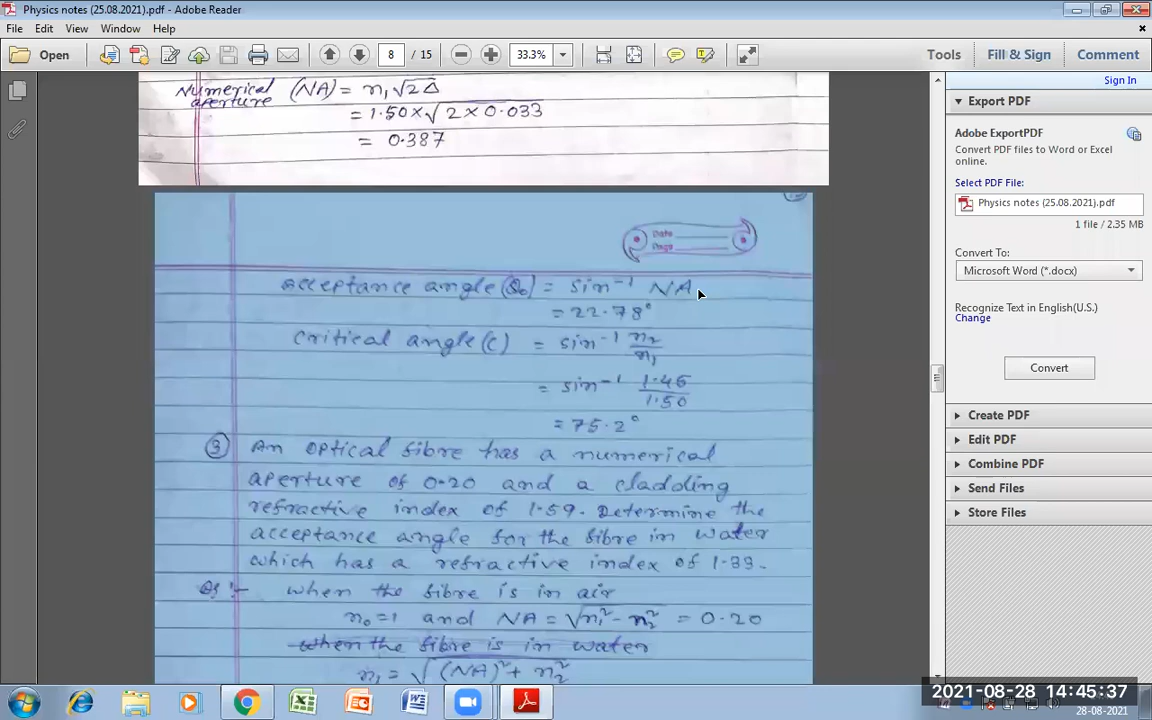 Physics notes (25.08.2021).pdf - Adobe Reader
File Edit View Window Help
Open 8 / 15 33.3% Tools Fill & Sign Comment
Numerical aperture (NA) = n₁√2Δ
= 1.50×√2×0.033
= 0.387
Date
Page
Acceptance angle (θ₀) = sin⁻¹ NA
= 22.78°
Critical angle (C) = sin⁻¹ n₂/n₁
= sin⁻¹ 1.45/1.50
= 75.2°
③ An optical fibre has a numerical
aperture of 0.20 and a cladding
refractive index of 1.59. Determine the
acceptance angle for the fibre in water
which has a refractive index of 1.33.
when the fibre is in air
n₀=1 and NA = √n₁²-n₂² = 0.20
when the fibre is in water
n₁ = √(NA)²+n₂²
Sign In
Export PDF
Adobe ExportPDF
Convert PDF files to Word or Excel
online.
Select PDF File:
Physics notes (25.08.2021).pdf
1 file / 2.35 MB
Convert To:
Microsoft Word (*.docx)
Recognize Text in English(U.S.)
Change
Convert
Create PDF
Edit PDF
Combine PDF
Send Files
Store Files
2021-08-28 14:45:37
28-08-2021